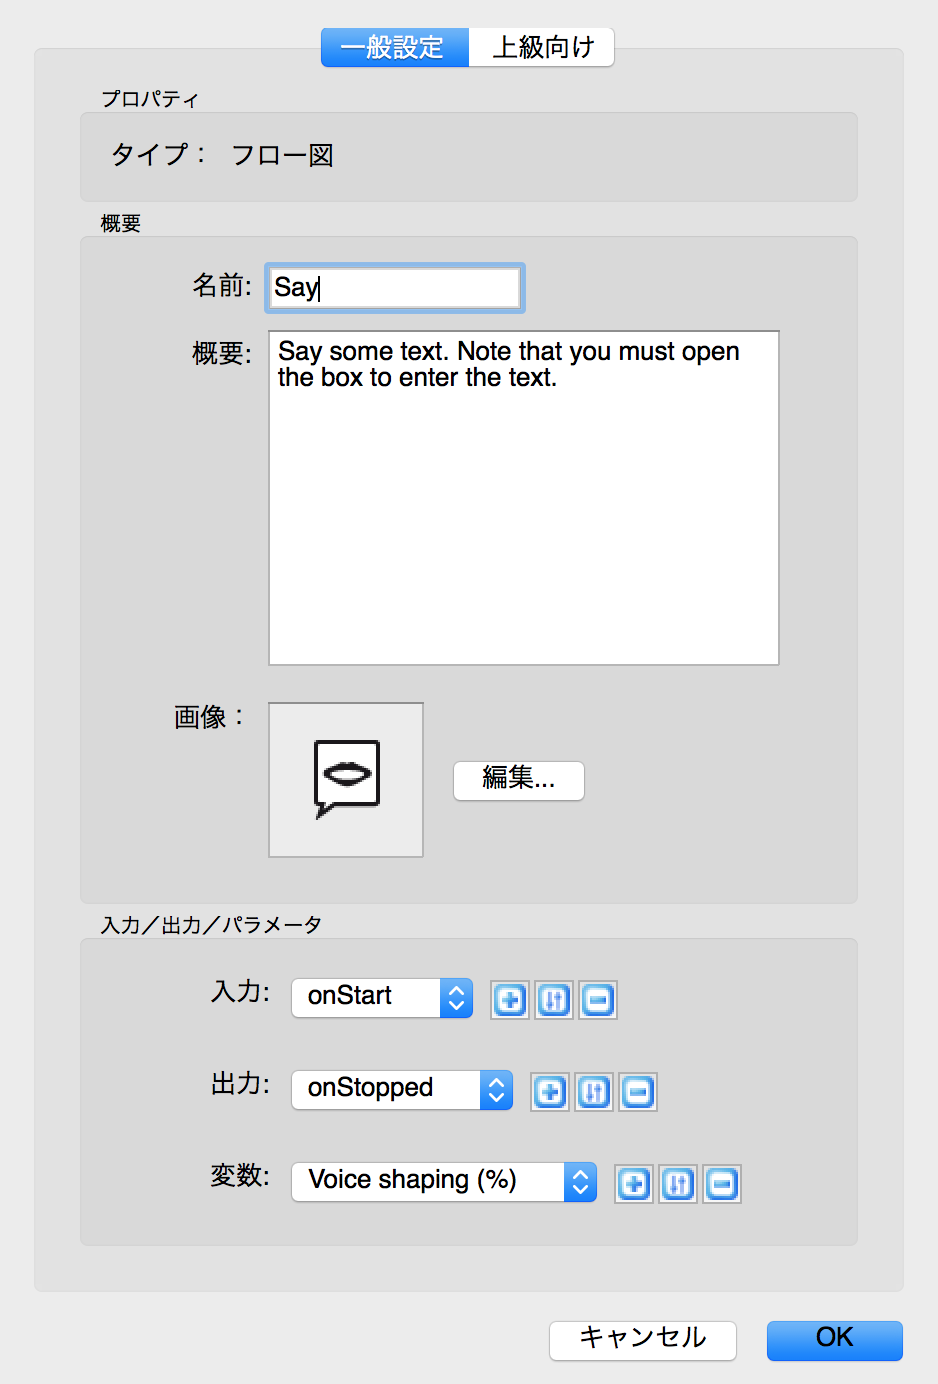 一般設定 上級向け
プロパティ
タイプ： フロー図
概要
名前: Say
概要: Say some text. Note that you must open
the box to enter the text.
画像：
編集...
入力／出力／パラメータ
入力: onStart
出力: onStopped
変数: Voice shaping (%)
キャンセル OK